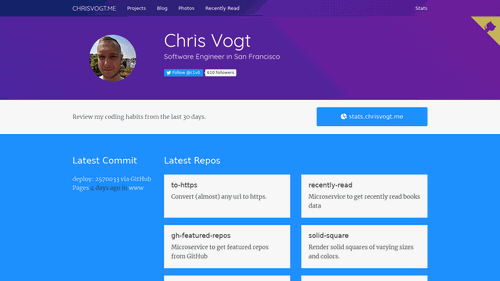 CHRISVOGT.ME Projects Blog Photos Recently Read Stats
Chris Vogt
Software Engineer in San Francisco
Follow @c1v0 820 followers
Review my coding habits from the last 30 days.
stats.chrisvogt.me
Latest Commit
deploy: 2570033 via GitHub
Pages 4 days ago in www
Latest Repos
to-https
Convert (almost) any url to https.
recently-read
Microservice to get recently read books
data
gh-featured-repos
Microservice to get featured repos
from GitHub
solid-square
Render solid squares of varying sizes
and colors.